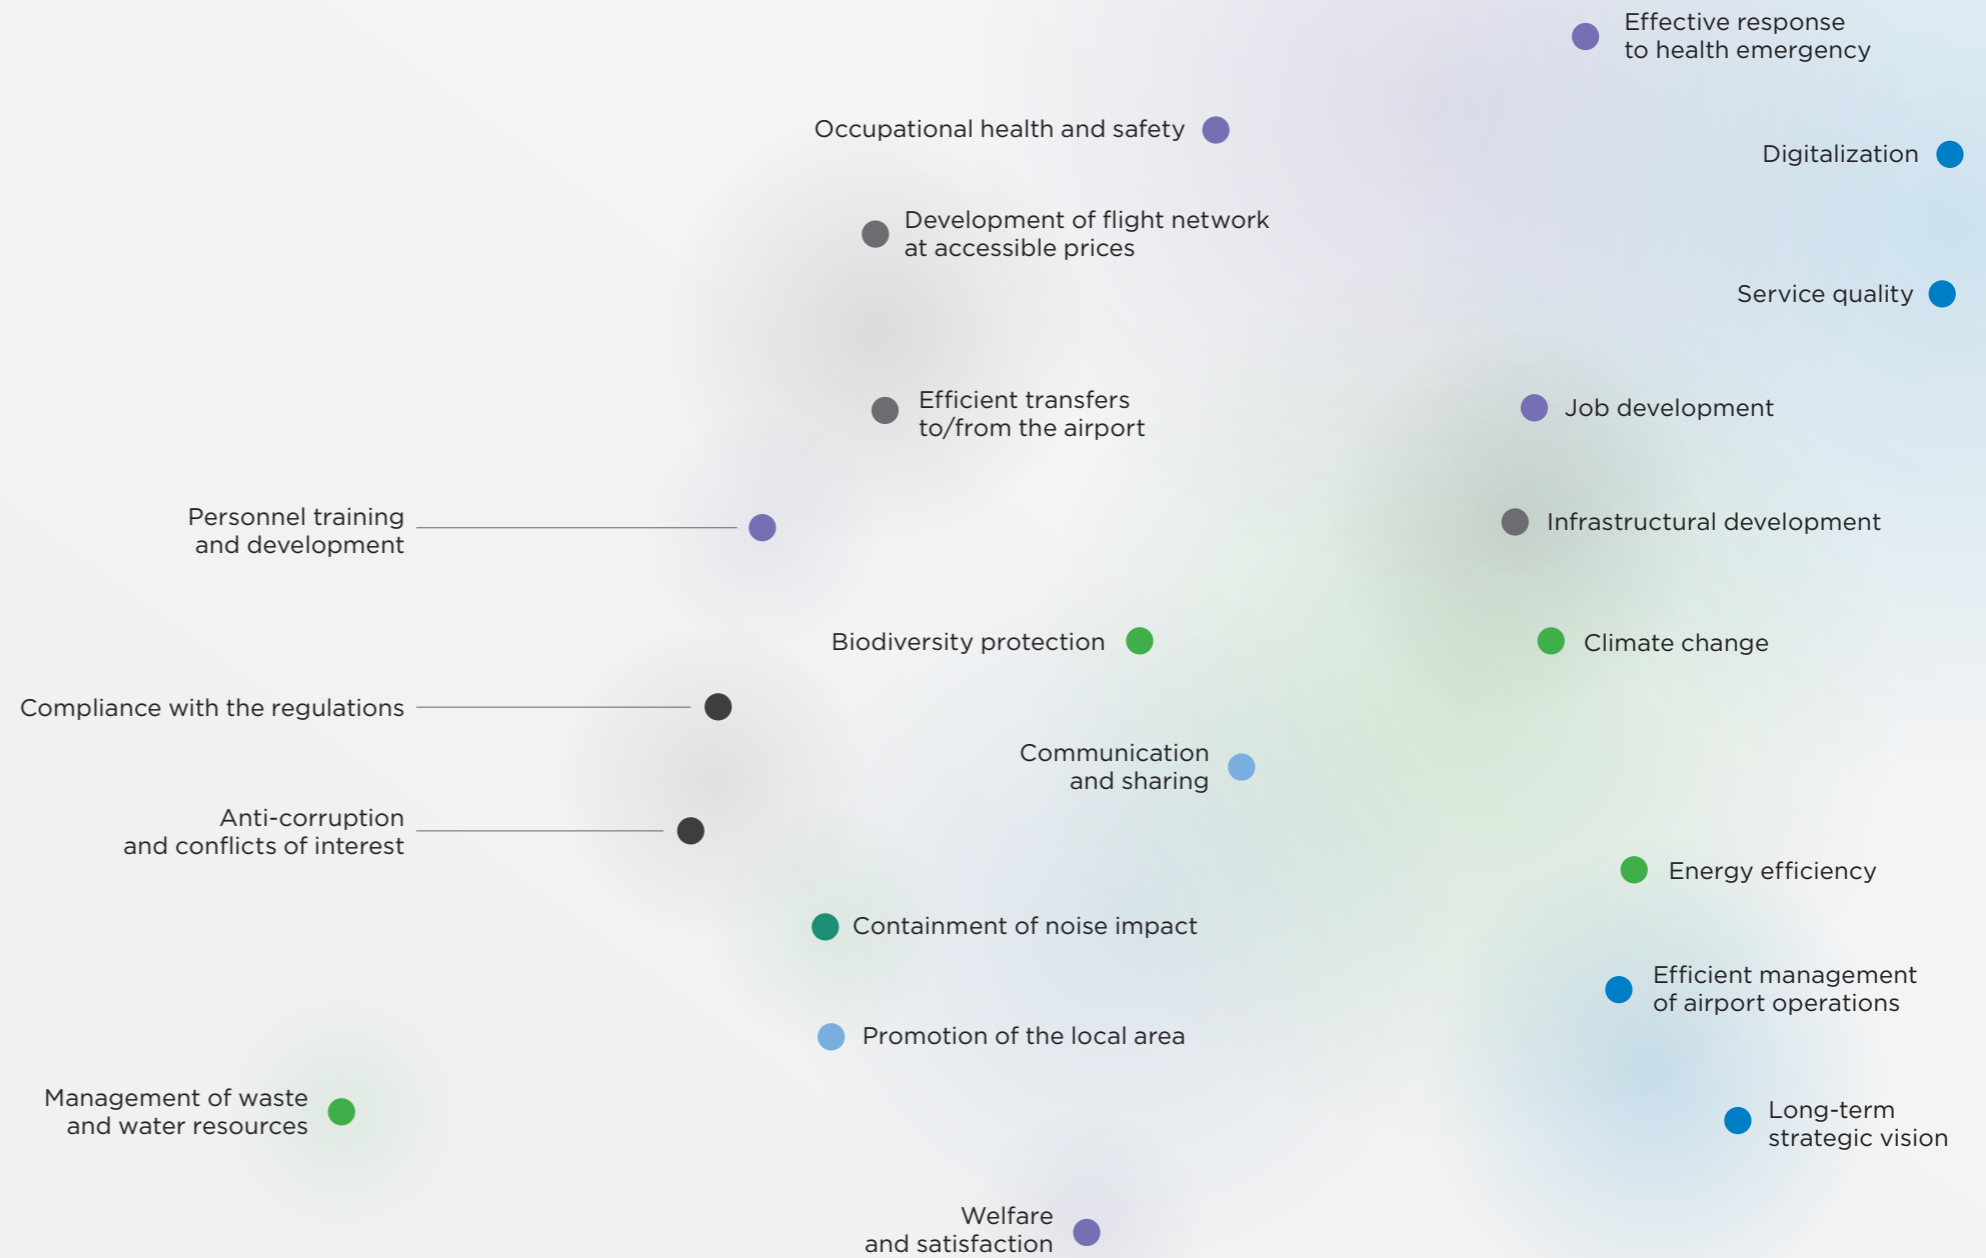 Effective response
to health emergency
Occupational health and safety
Digitalization
Development of flight network
at accessible prices
Service quality
Efficient transfers
to/from the airport
Job development
Personnel training
and development
Infrastructural development
Biodiversity protection
Climate change
Compliance with the regulations
Communication
and sharing
Anti-corruption
and conflicts of interest
Energy efficiency
Containment of noise impact
Efficient management
of airport operations
Promotion of the local area
Management of waste
and water resources
Long-term
strategic vision
Welfare
and satisfaction